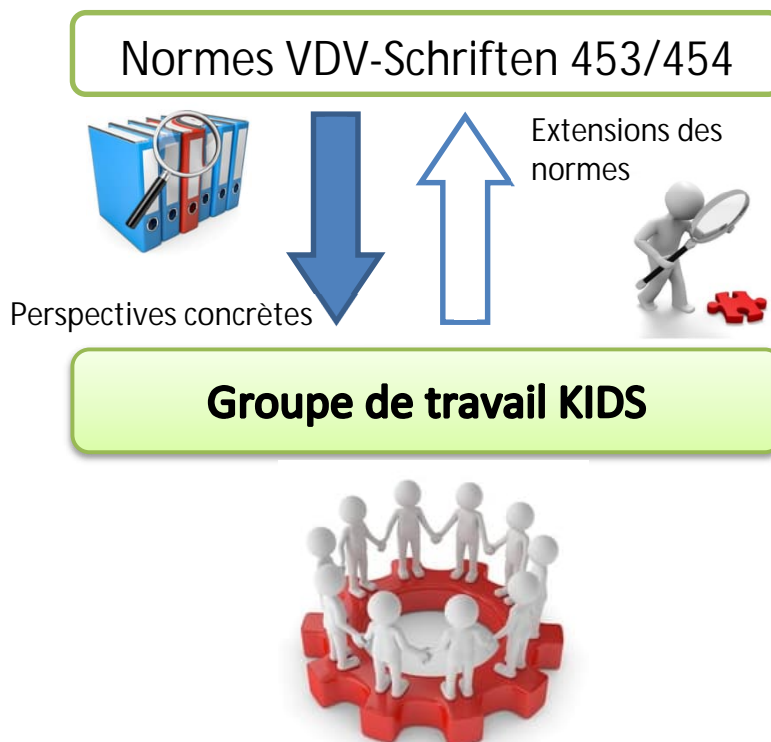 Normes VDV-Schriften 453/454
Extensions des
normes
Perspectives concrètes
Groupe de travail KIDS